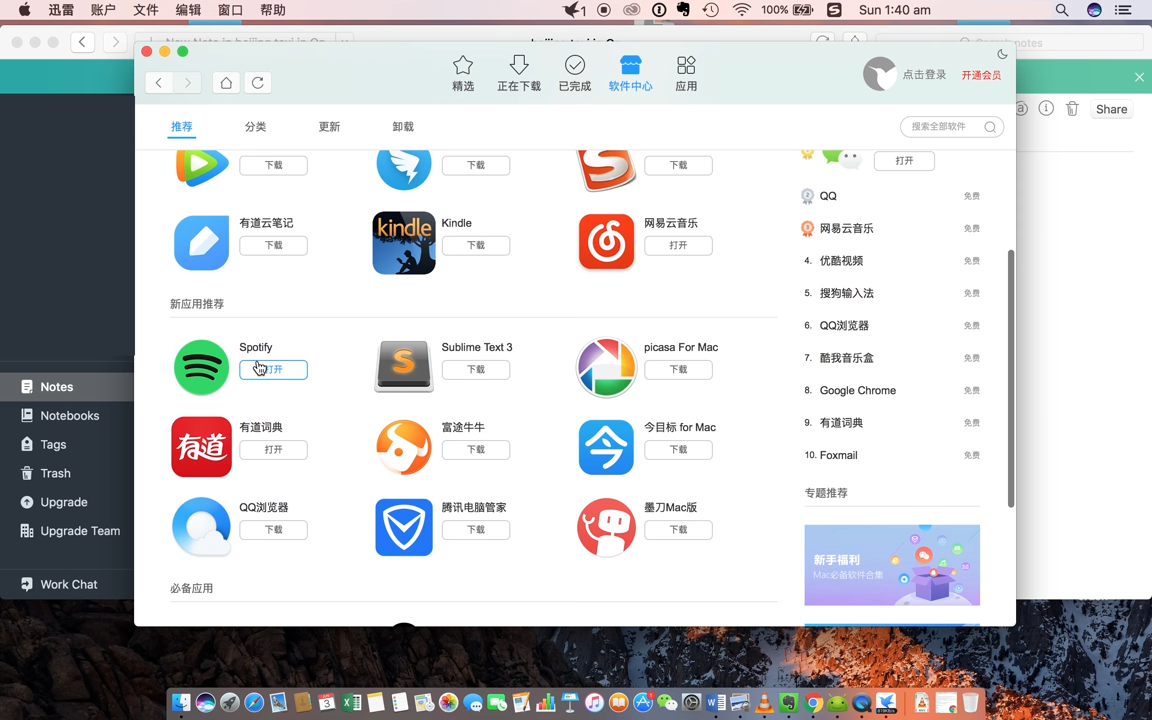 迅雷 账户 文件 编辑 窗口 帮助 1 100% Sun 1:40 am
精选 正在下载 已完成 软件中心 应用 点击登录 开通会员
推荐 分类 更新 卸载 搜索全部软件
Share
下载 下载 下载 打开
有道云笔记 下载
Kindle 下载
网易云音乐 打开
kindle
新应用推荐
Spotify
Sublime Text 3 下载
picasa For Mac 下载
有道词典 打开
有道
富途牛牛 下载
今目标 for Mac 下载
今
QQ浏览器 下载
腾讯电脑管家 下载
墨刀Mac版 下载
必备应用
QQ 免费
网易云音乐 免费
4. 优酷视频 免费
5. 搜狗输入法 免费
6. QQ浏览器 免费
7. 酷我音乐盒 免费
8. Google Chrome 免费
9. 有道词典 免费
10. Foxmail 免费
专题推荐
新手福利
Mac必备软件合集
Notes
Notebooks
Tags
Trash
Upgrade
Upgrade Team
Work Chat